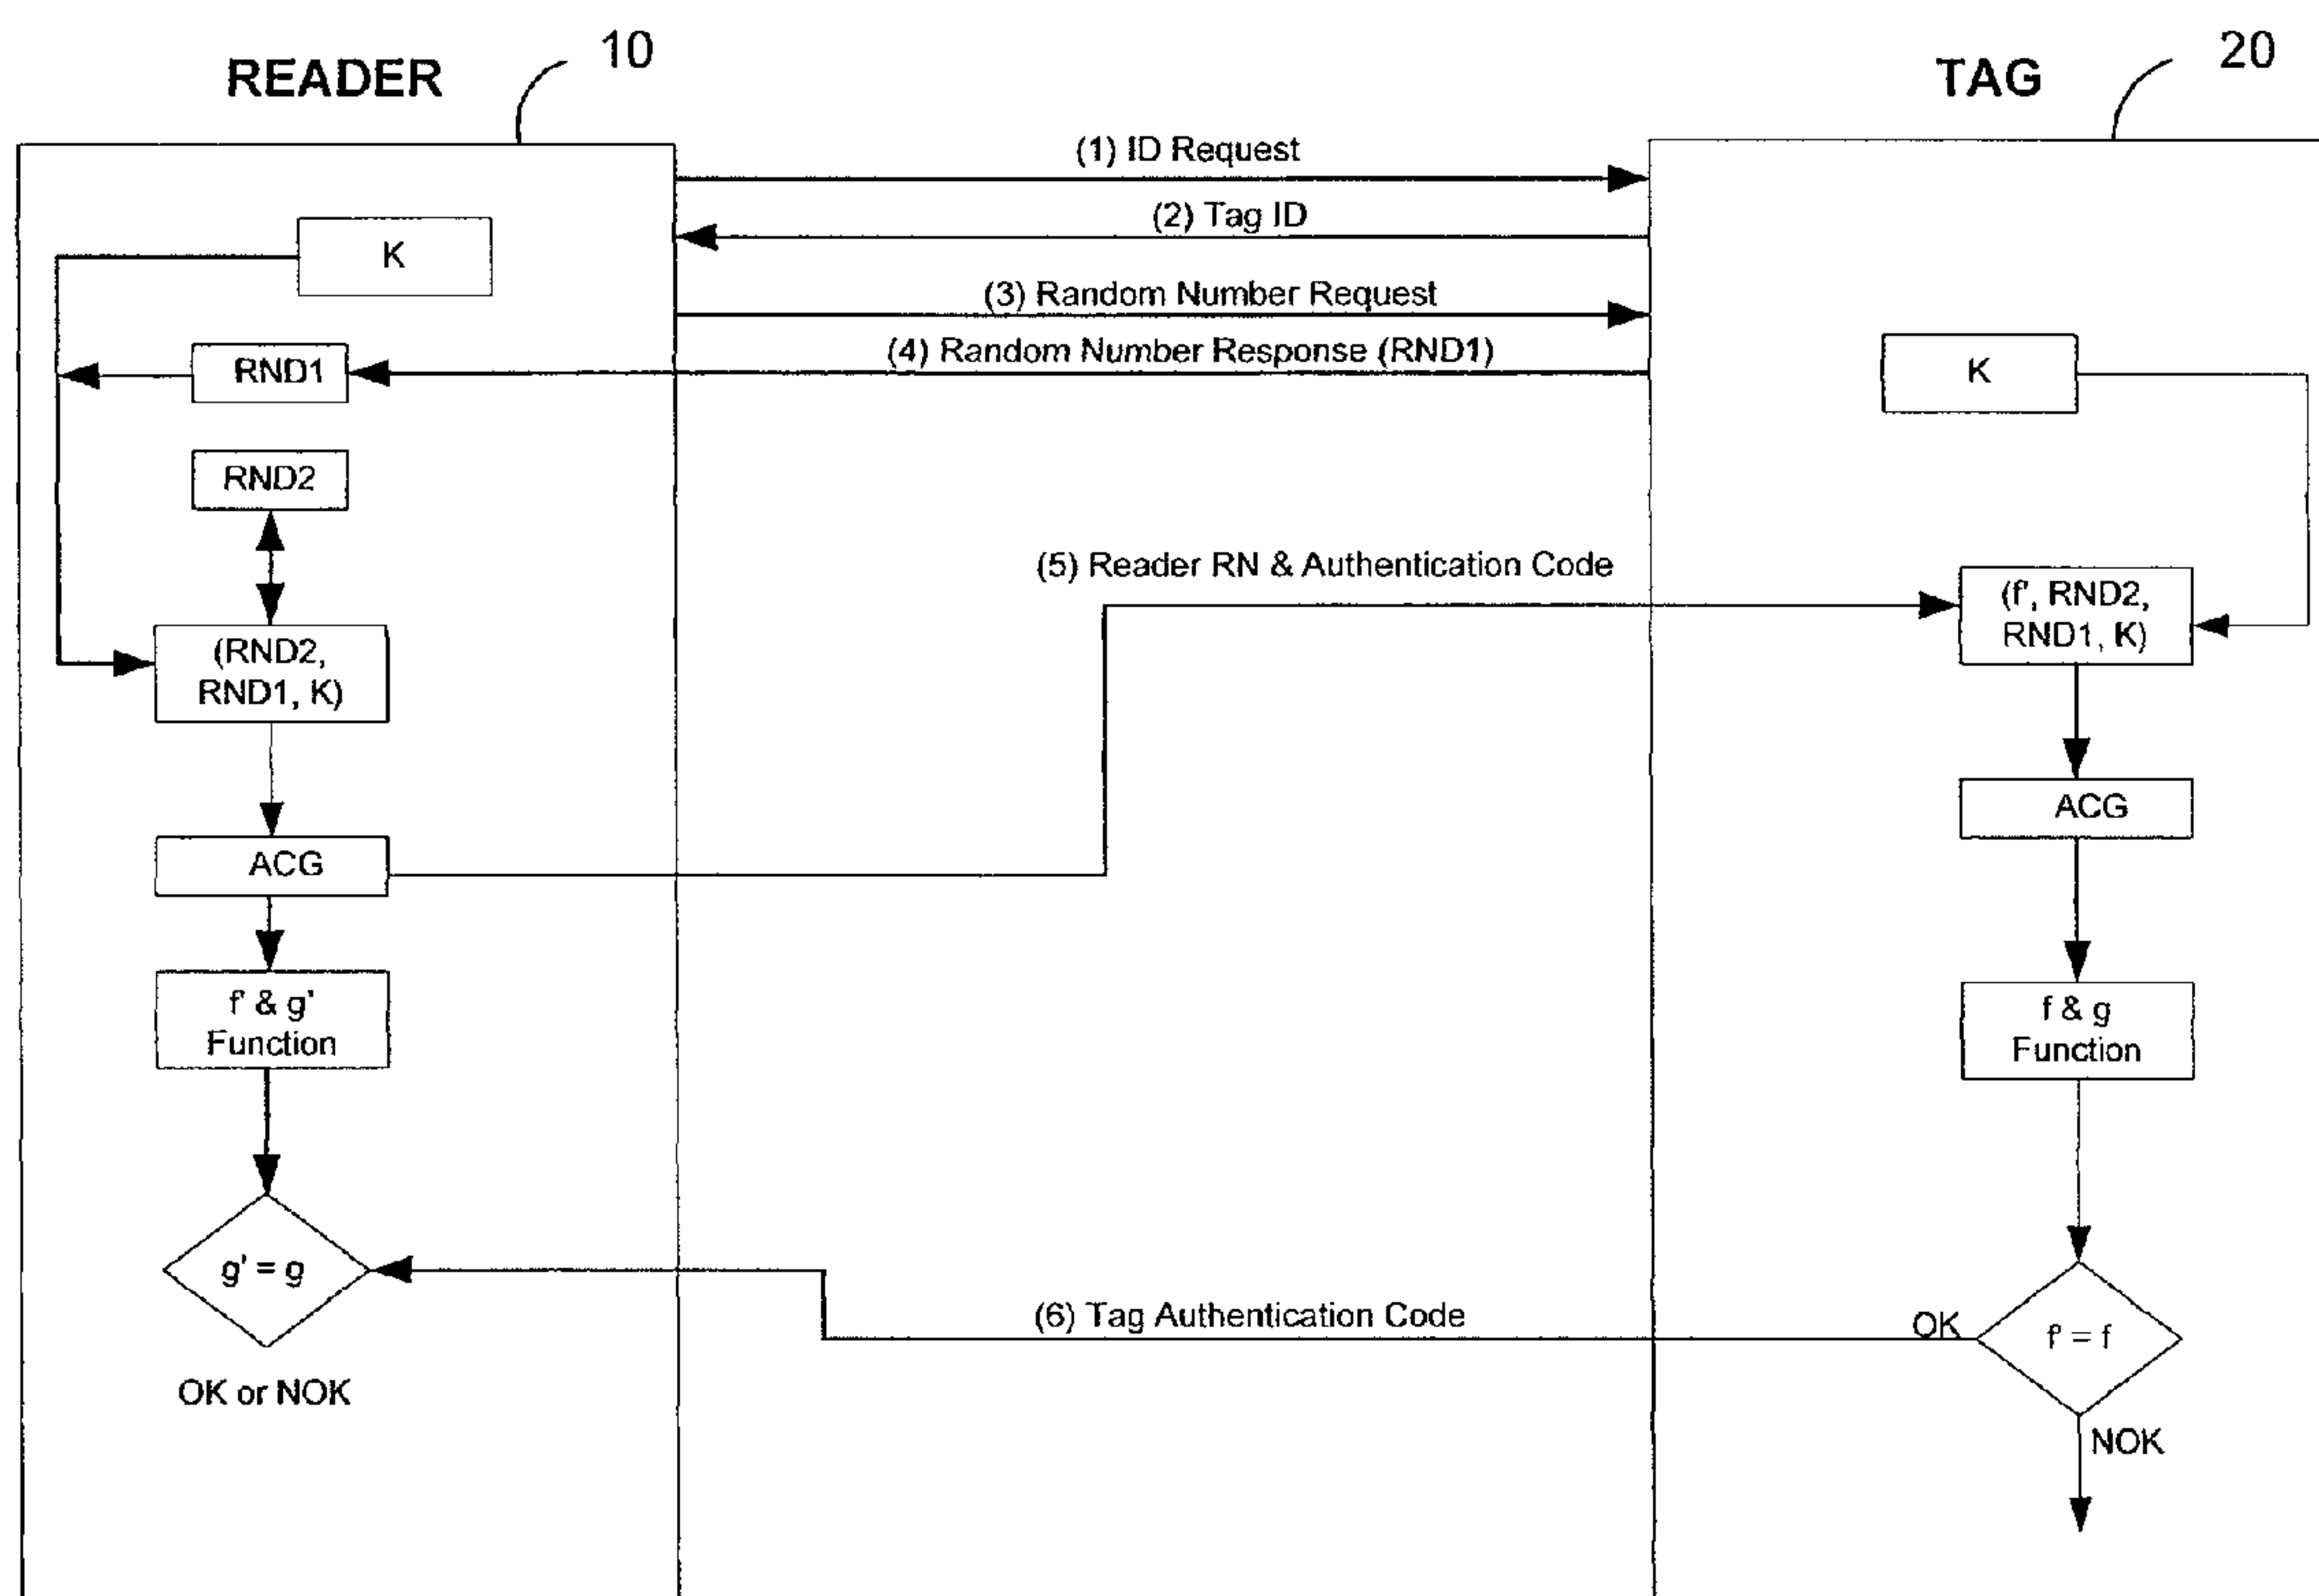 READER
10
TAG
20
(1) ID Request
(2) Tag ID
K
(3) Random Number Request
(4) Random Number Response (RND1)
RND1
K
RND2
(5) Reader RN & Authentication Code
(f', RND2,
RND1, K)
(RND2,
RND1, K)
ACG
ACG
f' & g'
Function
f & g
Function
g' = g
(6) Tag Authentication Code
OK
f' = f
OK or NOK
NOK